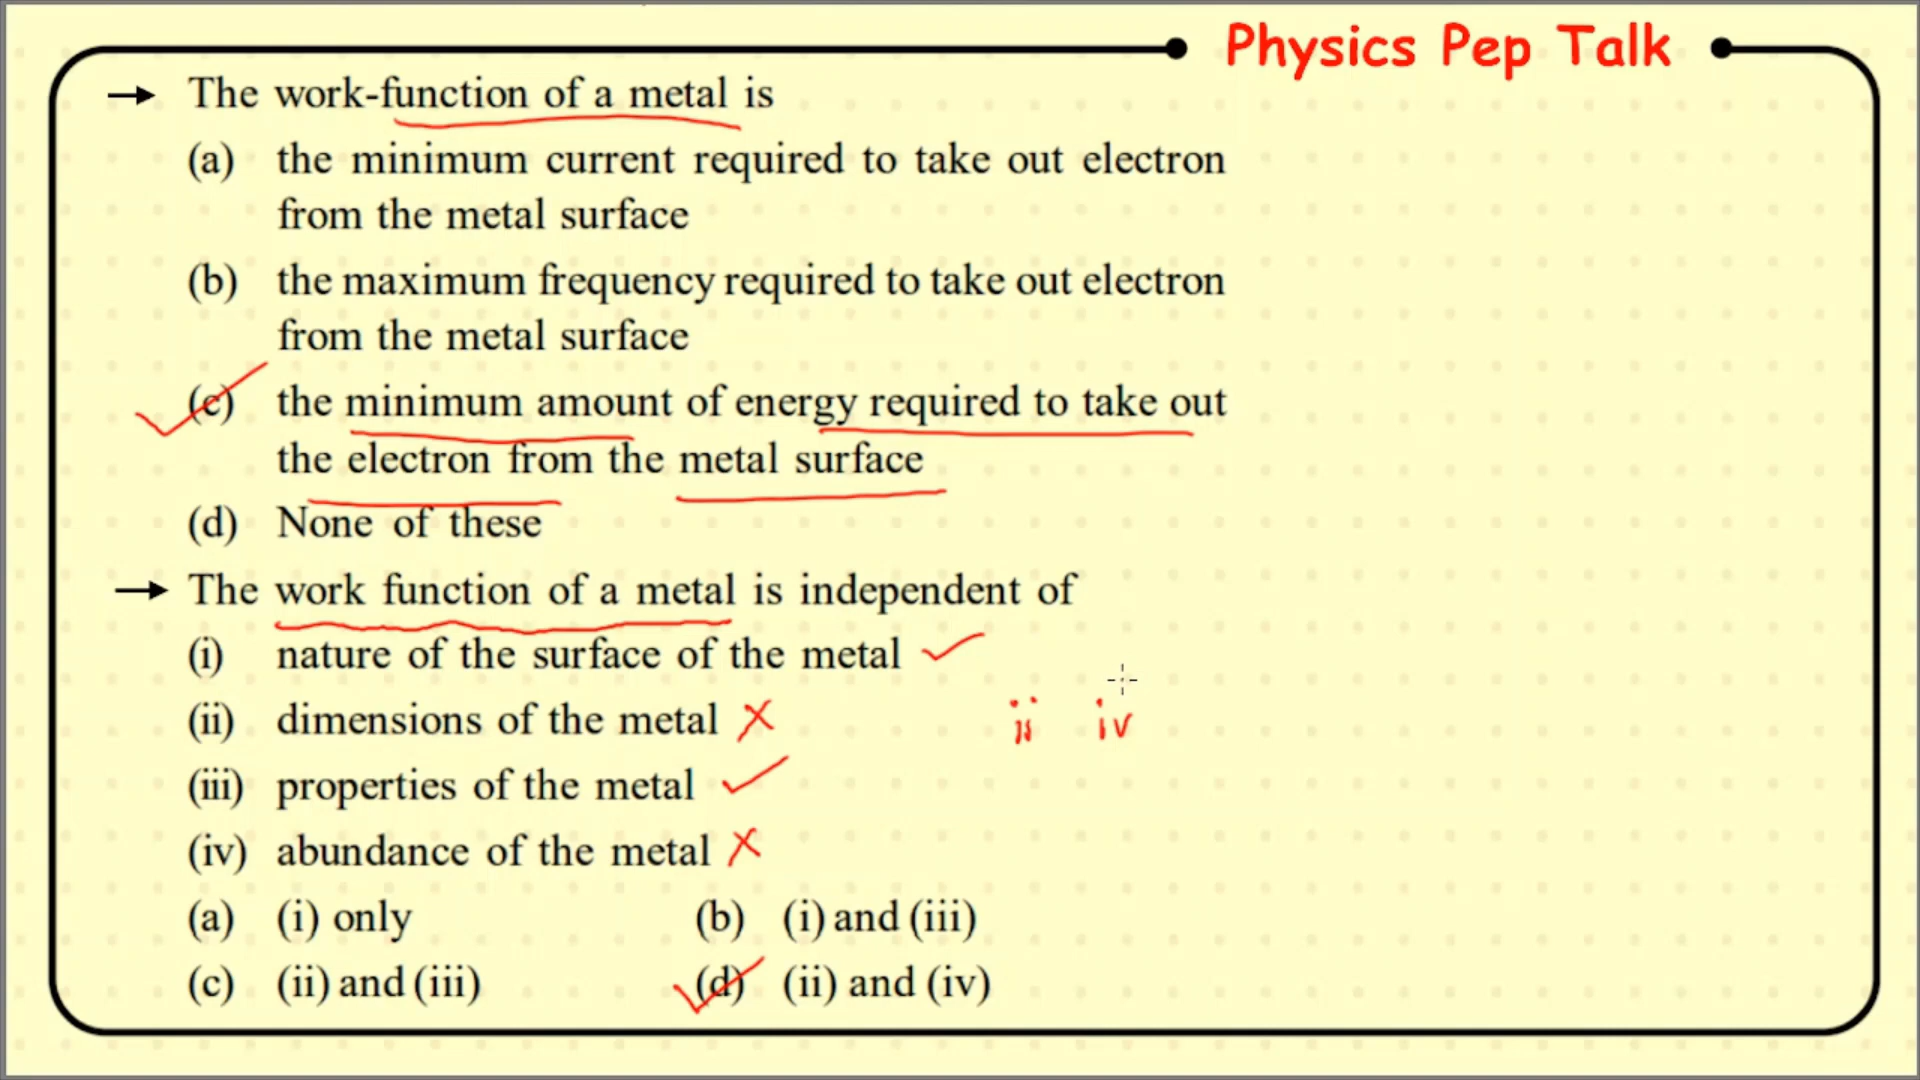 Physics Pep Talk
The work-function of a metal is
(a) the minimum current required to take out electron
from the metal surface
(b) the maximum frequency required to take out electron
from the metal surface
(c) the minimum amount of energy required to take out
the electron from the metal surface
(d) None of these
The work function of a metal is independent of
(i) nature of the surface of the metal
(ii) dimensions of the metal
ii iv
(iii) properties of the metal
(iv) abundance of the metal
(a) (i) only (b) (i) and (iii)
(c) (ii) and (iii) (d) (ii) and (iv)